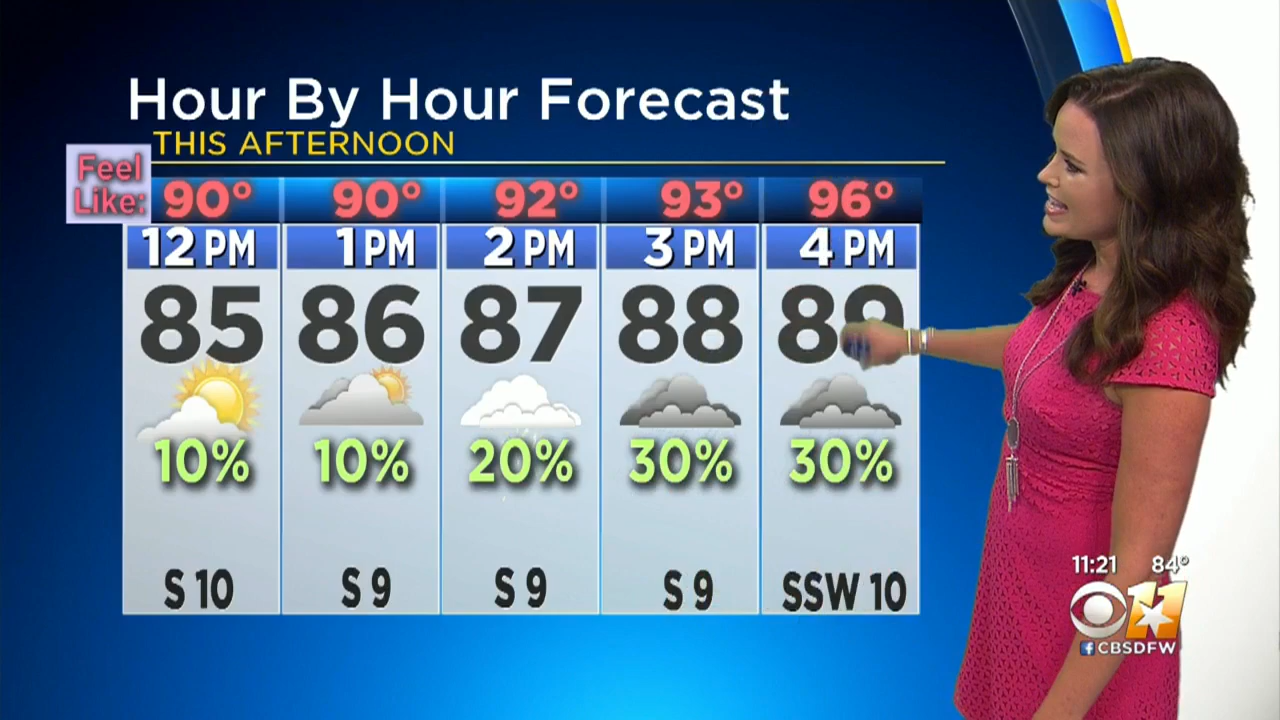 Hour By Hour Forecast
THIS AFTERNOON
Feel
Like:
90° 90° 92° 93° 96°
12 PM 1 PM 2 PM 3 PM 4 PM
85 86 87 88 89
10% 10% 20% 30% 30%
S 10 S 9 S 9 S 9 SSW 10
11:21 84°
11
f CBSDFW